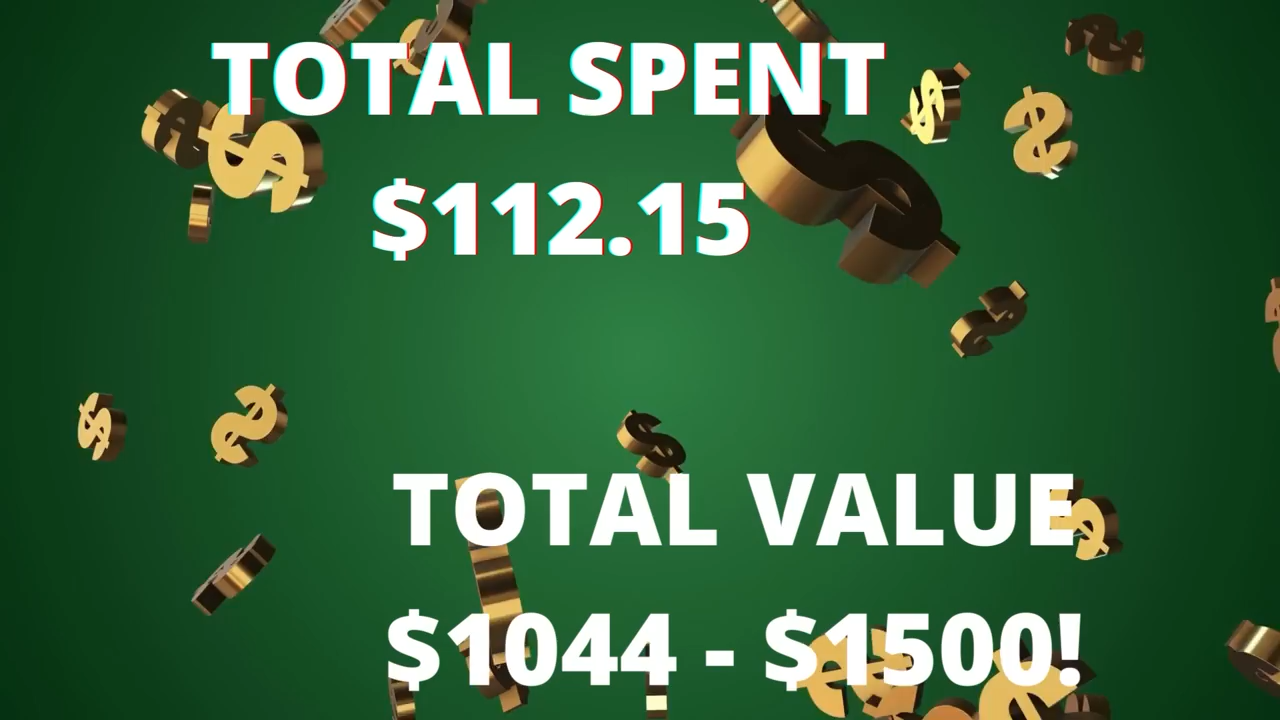 TOTAL SPENT
$112.15
TOTAL VALUE
$1044 - $1500!